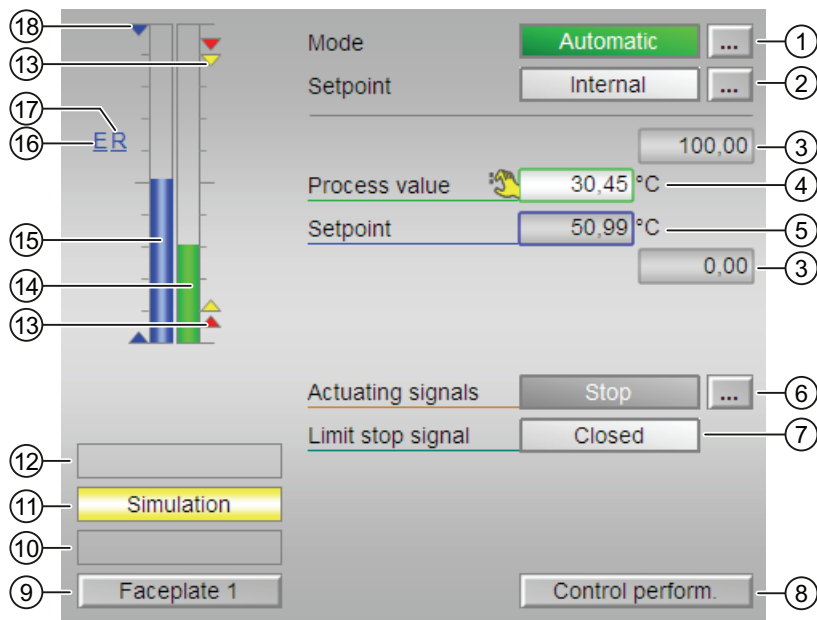 18
13
17
16
E R
15
14
13
12
11
Simulation
10
9
Faceplate 1
Mode
Automatic
...
1
Setpoint
Internal
...
2
100,00
3
Process value
30,45
°C
4
Setpoint
50,99
°C
5
0,00
3
Actuating signals
Stop
...
6
Limit stop signal
Closed
7
Control perform.
8